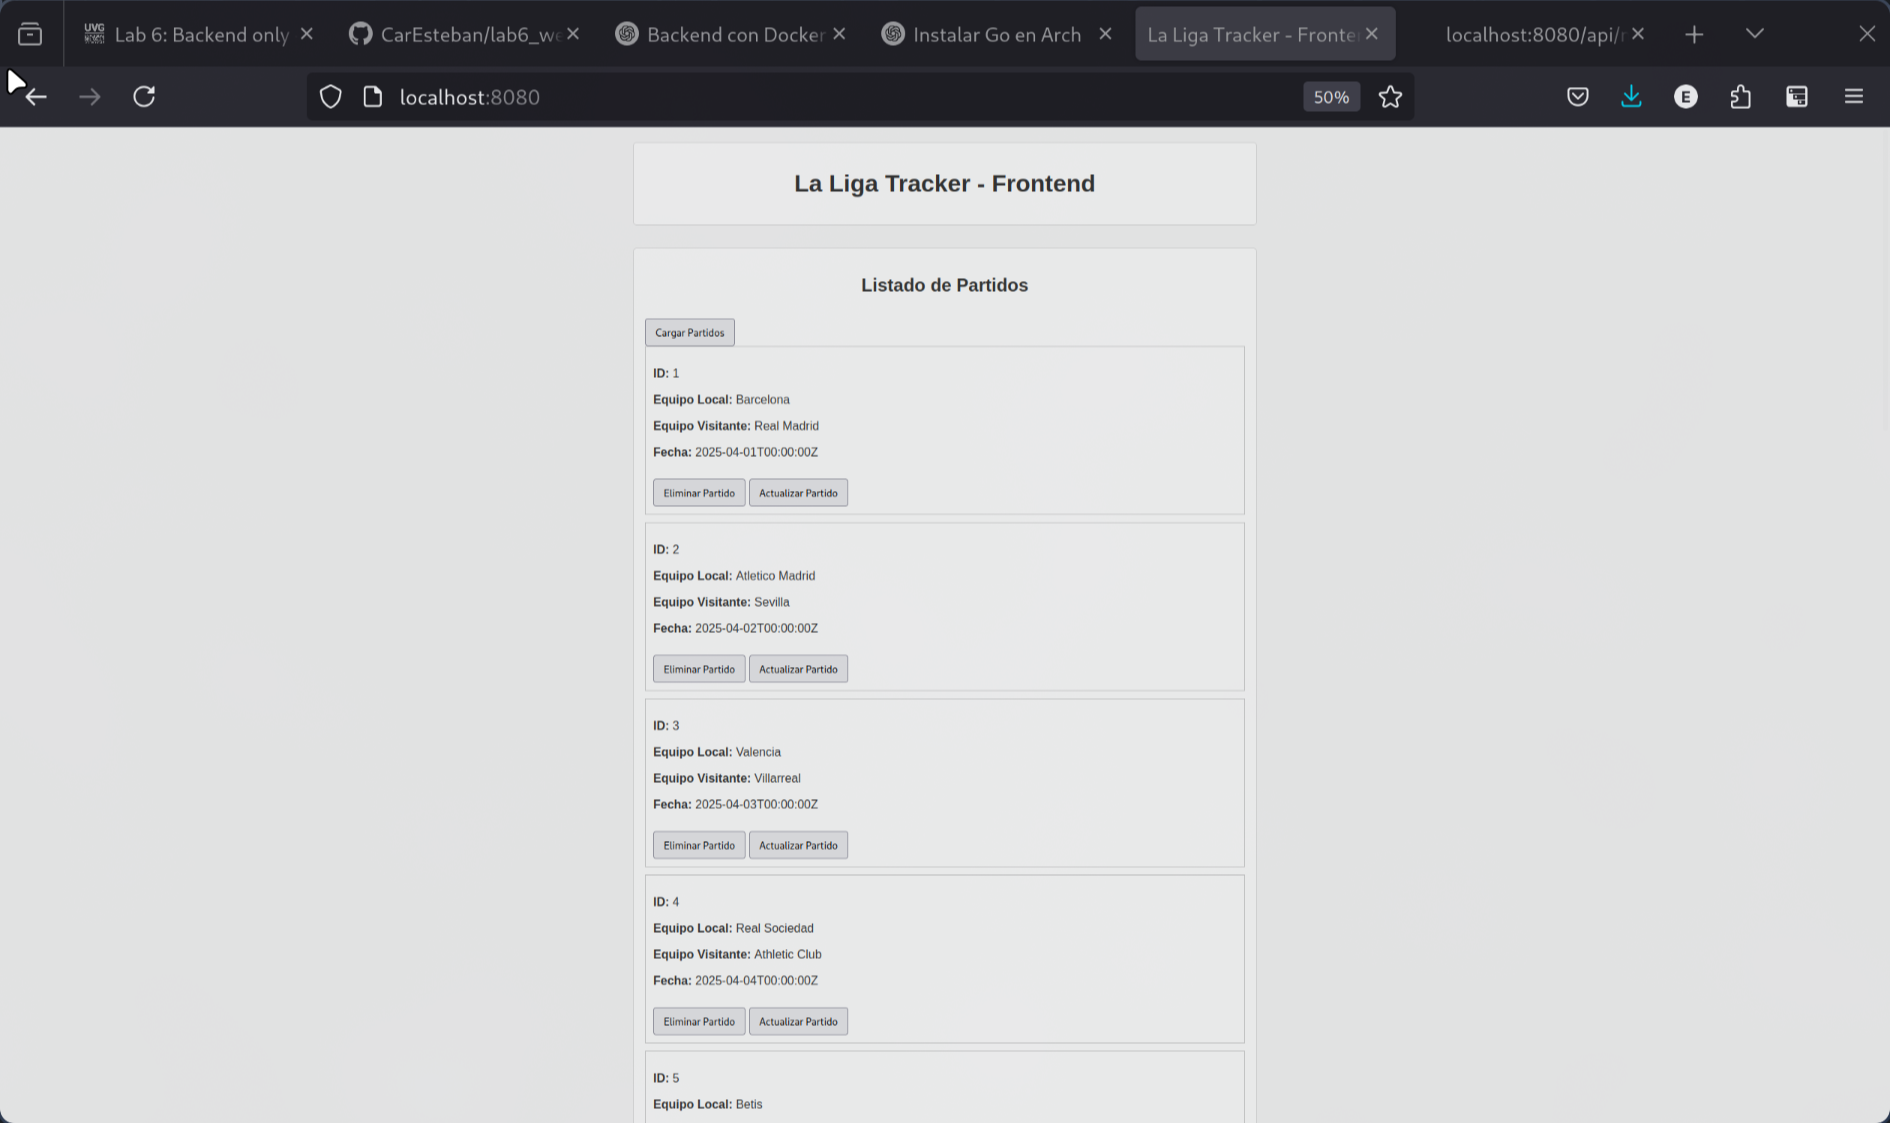 Lab 6: Backend only
CarEsteban/lab6_we
Backend con Docker
Instalar Go en Arch
La Liga Tracker - Fronte
localhost:8080/api/
localhost:8080
50%
E
La Liga Tracker - Frontend
Listado de Partidos
Cargar Partidos
ID: 1
Equipo Local: Barcelona
Equipo Visitante: Real Madrid
Fecha: 2025-04-01T00:00:00Z
Eliminar Partido Actualizar Partido
ID: 2
Equipo Local: Atletico Madrid
Equipo Visitante: Sevilla
Fecha: 2025-04-02T00:00:00Z
Eliminar Partido Actualizar Partido
ID: 3
Equipo Local: Valencia
Equipo Visitante: Villarreal
Fecha: 2025-04-03T00:00:00Z
Eliminar Partido Actualizar Partido
ID: 4
Equipo Local: Real Sociedad
Equipo Visitante: Athletic Club
Fecha: 2025-04-04T00:00:00Z
Eliminar Partido Actualizar Partido
ID: 5
Equipo Local: Betis